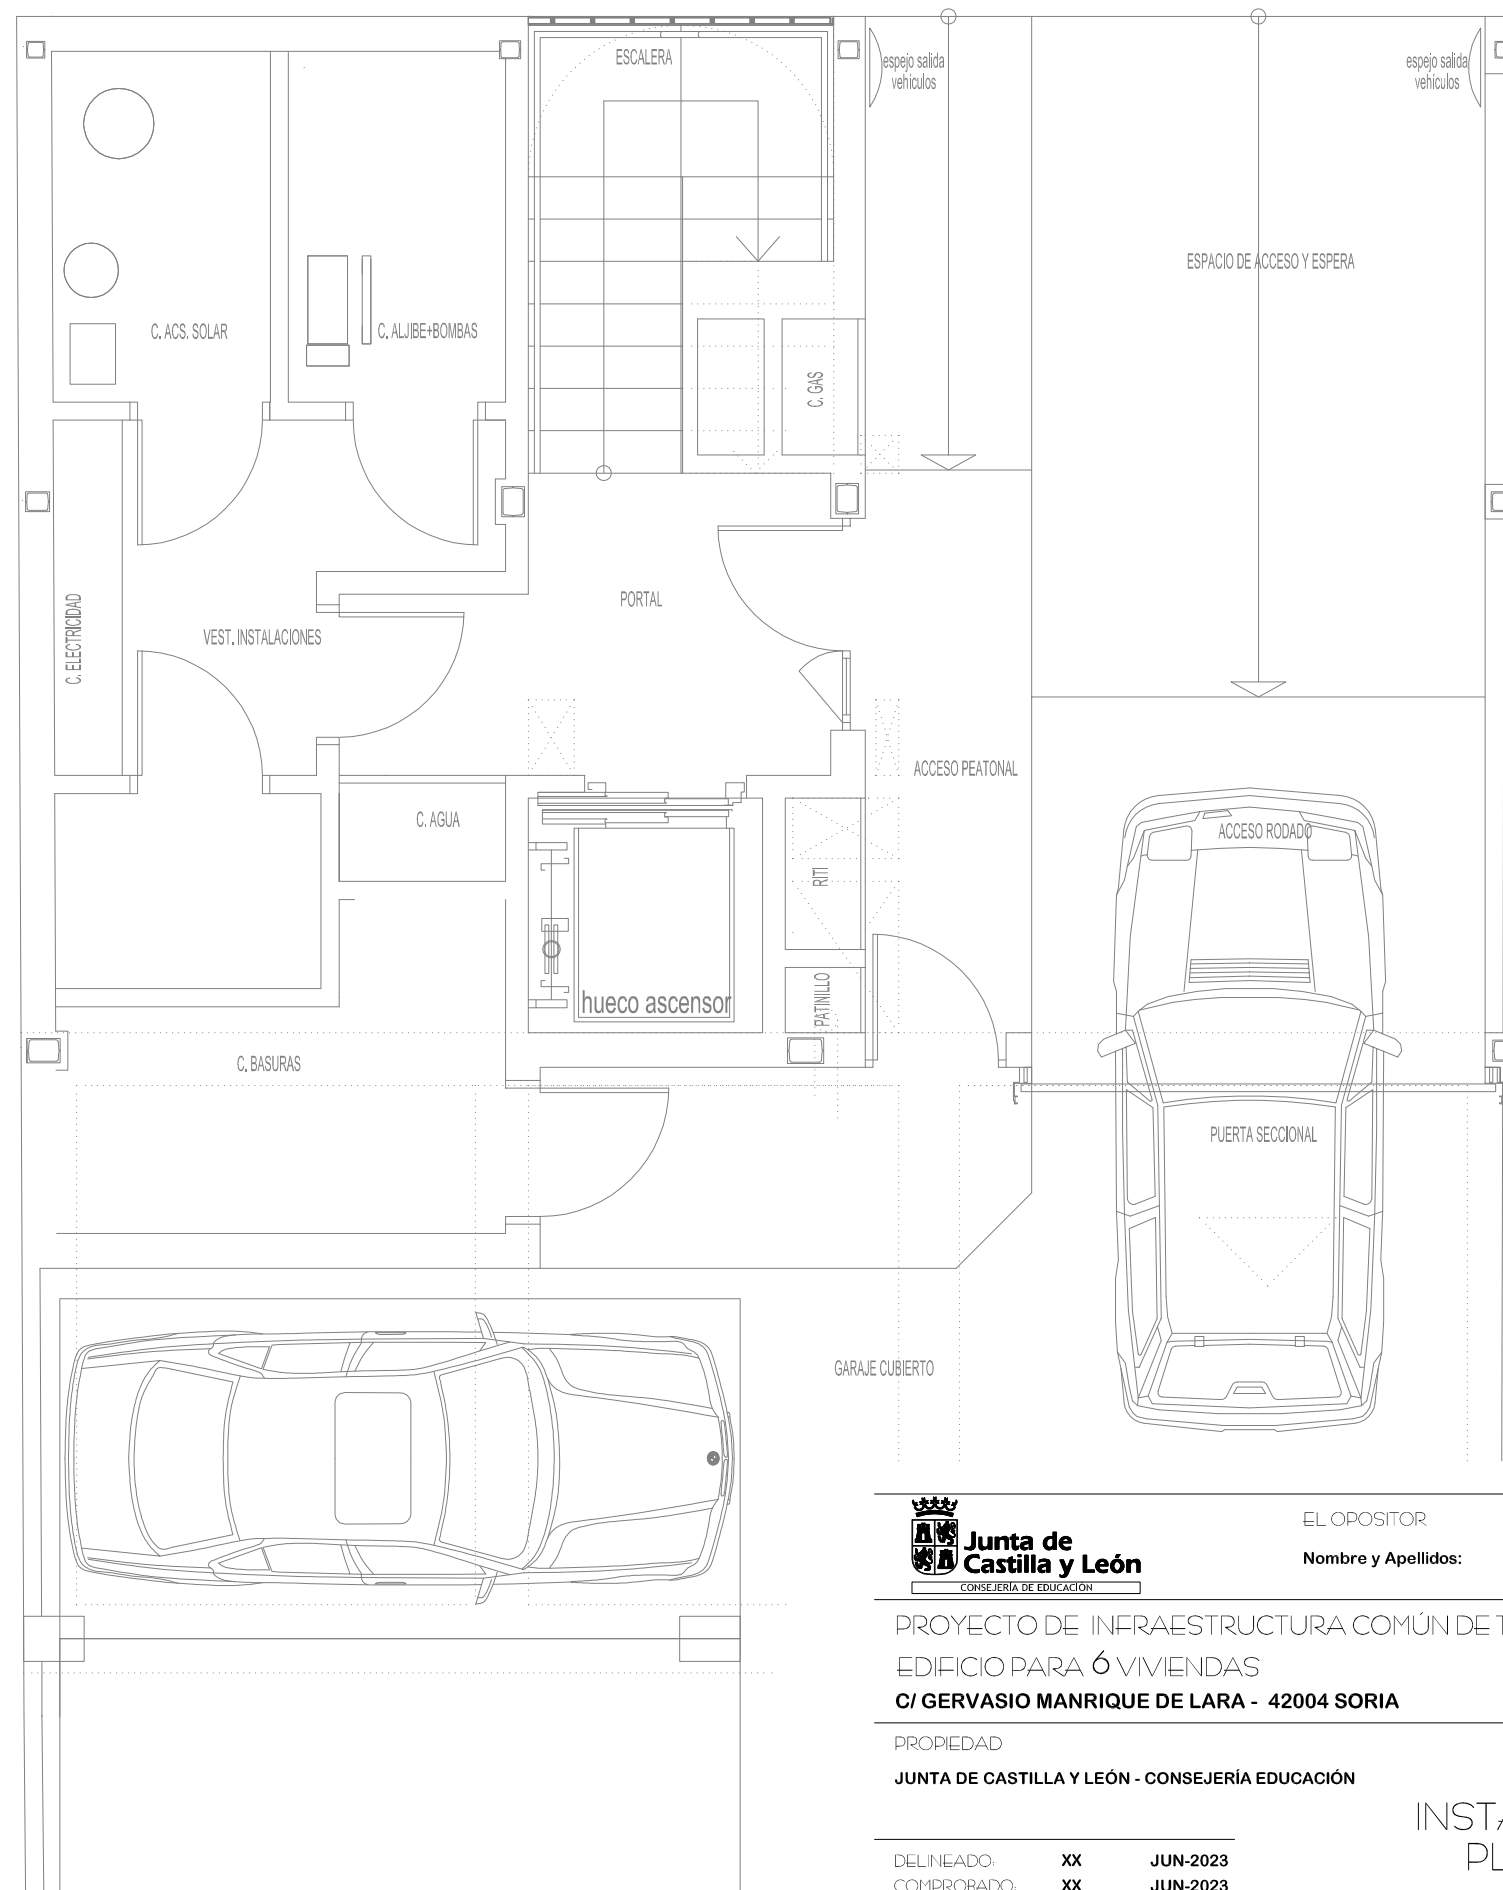 ESCALERA
espejo salida
vehículos
espejo salida
vehículos
ESPACIO DE ACCESO Y ESPERA
C. ACS. SOLAR
C. ALJIBE+BOMBAS
C. GAS
C. ELECTRICIDAD
VEST. INSTALACIONES
PORTAL
ACCESO PEATONAL
C. AGUA
ACCESO RODADO
RITI
PATINILLO
hueco ascensor
C. BASURAS
PUERTA SECCIONAL
GARAJE CUBIERTO
Junta de
Castilla y León
CONSEJERÍA DE EDUCACIÓN
EL OPOSITOR
Nombre y Apellidos:
PROYECTO DE INFRAESTRUCTURA COMÚN DE T
EDIFICIO PARA 6 VIVIENDAS
C/ GERVASIO MANRIQUE DE LARA - 42004 SORIA
PROPIEDAD
JUNTA DE CASTILLA Y LEÓN - CONSEJERÍA EDUCACIÓN
INSTA
PL
DELINEADO: XX JUN-2023
COMPROBADO: XX JUN-2023